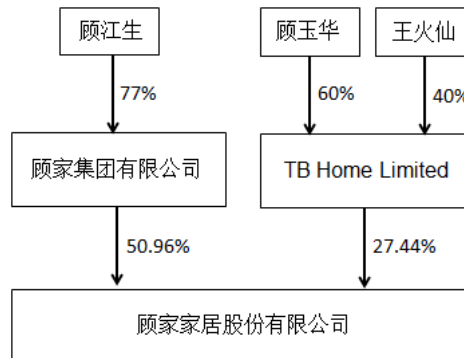 顾江生
顾玉华
王火仙
77%
60%
40%
顾家集团有限公司
TB Home Limited
50.96%
27.44%
顾家家居股份有限公司